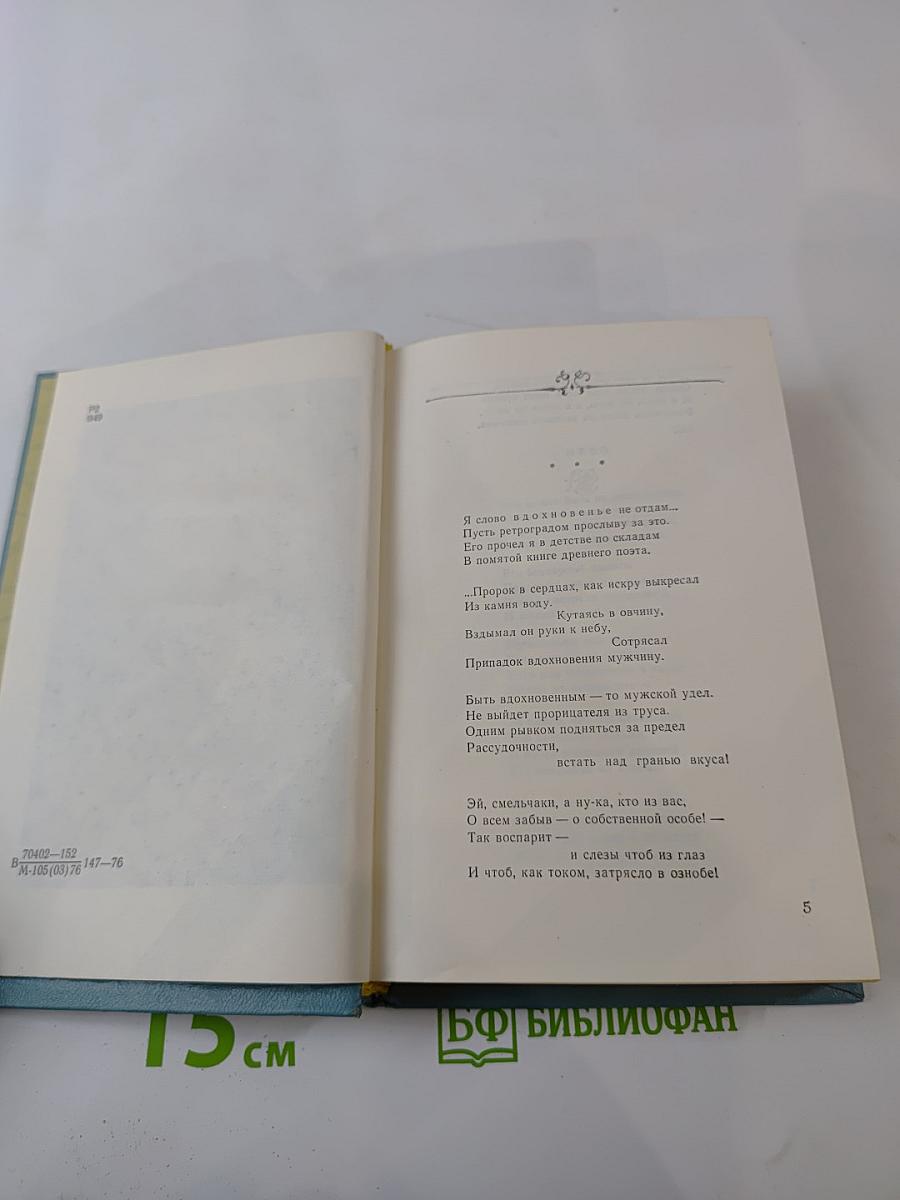 Р2
В 70402—152 147—76
М-105(03)76
* * *
Я слово вдохновенье не отдам...
Пусть ретроградом прослыву за это.
Его прочел я в детстве по складам
В помятой книге древнего поэта.
...Пророк в сердцах, как искру выкресал
Из камня воду.
Кутаясь в овчину,
Вздымал он руки к небу,
Сотрясал
Припадок вдохновения мужчину.
Быть вдохновенным — то мужской удел.
Не выйдет прорицателя из труса.
Одним рывком подняться за предел
Рассудочности,
встать над гранью вкуса!
Эй, смельчаки, а ну-ка, кто из вас,
О всем забыв — о собственной особе! —
Так воспарит —
и слезы чтоб из глаз
И чтоб, как током, затрясло в ознобе!
5
15 см
БФ БИБЛИОФАН